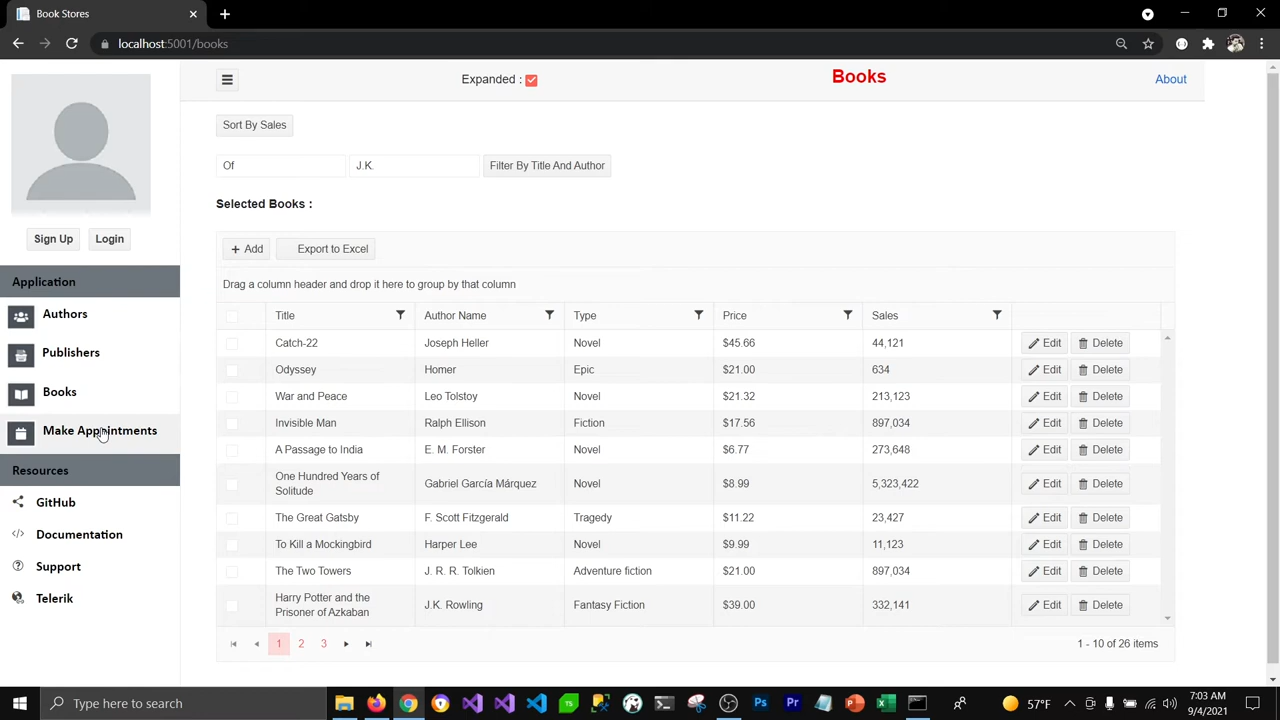 Book Stores
localhost:5001/books
Expanded :
Books
About
Sort By Sales
Of
J.K.
Filter By Title And Author
Selected Books :
Sign Up
Login
Application
Authors
Publishers
Books
Make Appointments
Resources
GitHub
Documentation
Support
Telerik
Add
Export to Excel
Drag a column header and drop it here to group by that column
Title Author Name Type Price Sales
Catch-22 Joseph Heller Novel $45.66 44,121 Edit Delete
Odyssey Homer Epic $21.00 634 Edit Delete
War and Peace Leo Tolstoy Novel $21.32 213,123 Edit Delete
Invisible Man Ralph Ellison Fiction $17.56 897,034 Edit Delete
A Passage to India E. M. Forster Novel $6.77 273,648 Edit Delete
One Hundred Years of
Solitude Gabriel García Márquez Novel $8.99 5,323,422 Edit Delete
The Great Gatsby F. Scott Fitzgerald Tragedy $11.22 23,427 Edit Delete
To Kill a Mockingbird Harper Lee Novel $9.99 11,123 Edit Delete
The Two Towers J. R. R. Tolkien Adventure fiction $21.00 897,034 Edit Delete
Harry Potter and the
Prisoner of Azkaban J.K. Rowling Fantasy Fiction $39.00 332,141 Edit Delete
1 2 3
1 - 10 of 26 items
Type here to search
TS
Ps
Pr
57°F
7:03 AM
9/4/2021